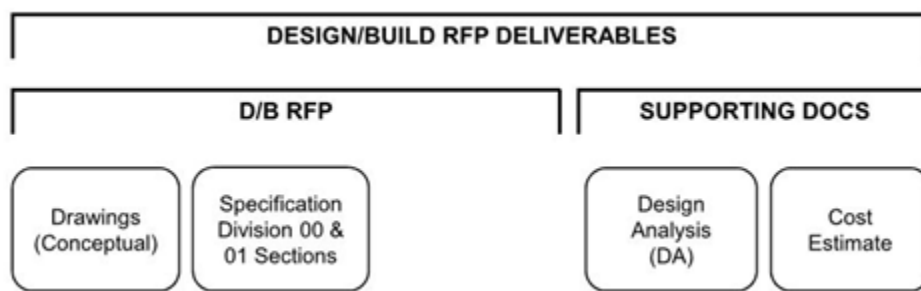 DESIGN/BUILD RFP DELIVERABLES
D/B RFP
SUPPORTING DOCS
Drawings
(Conceptual)
Specification
Division 00 &
01 Sections
Design
Analysis
(DA)
Cost
Estimate